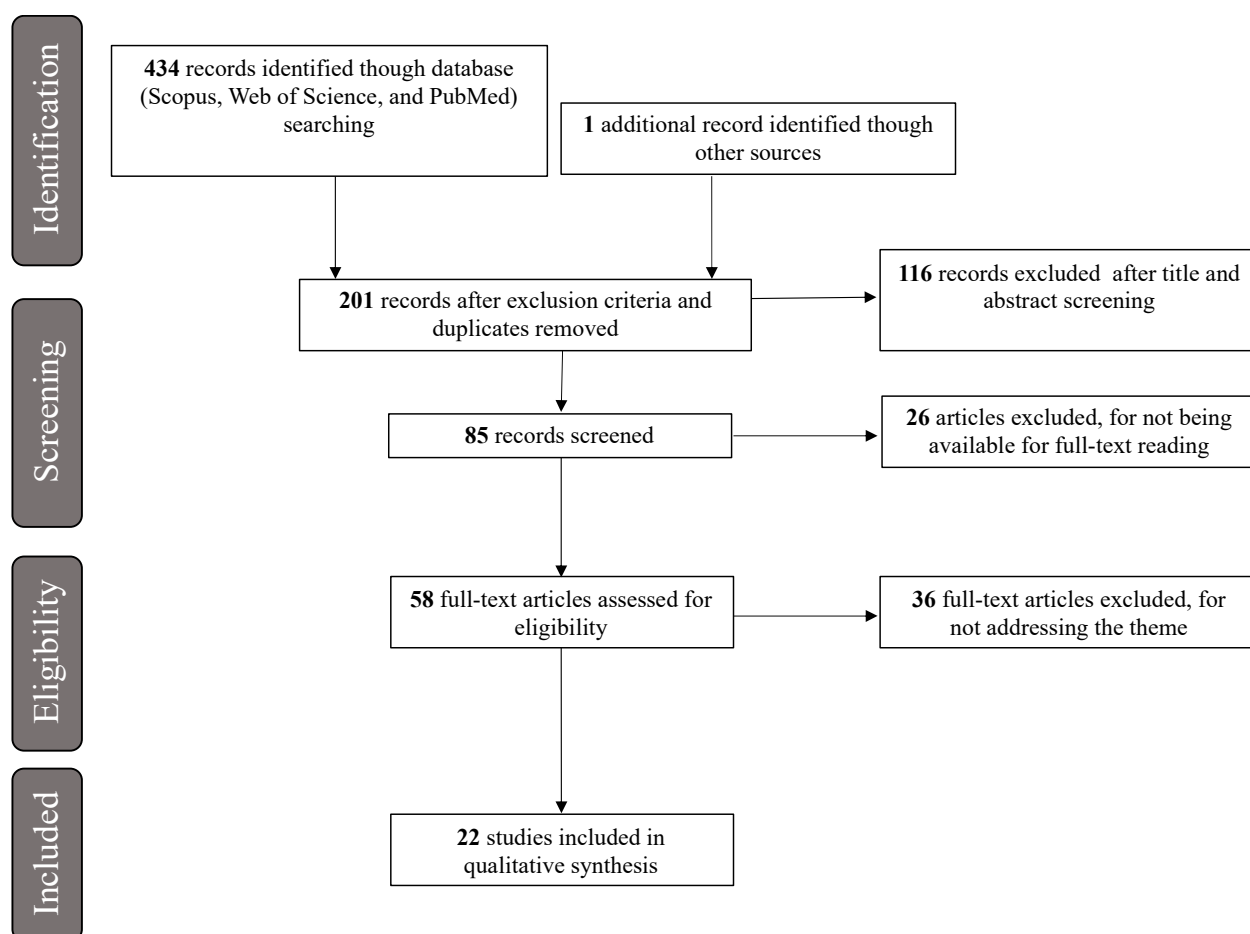 Identification
434 records identified though database
(Scopus, Web of Science, and PubMed)
searching
1 additional record identified though
other sources
201 records after exclusion criteria and
duplicates removed
116 records excluded after title and
abstract screening
Screening
85 records screened
26 articles excluded, for not being
available for full-text reading
Eligibility
58 full-text articles assessed for
eligibility
36 full-text articles excluded, for
not addressing the theme
Included
22 studies included in
qualitative synthesis